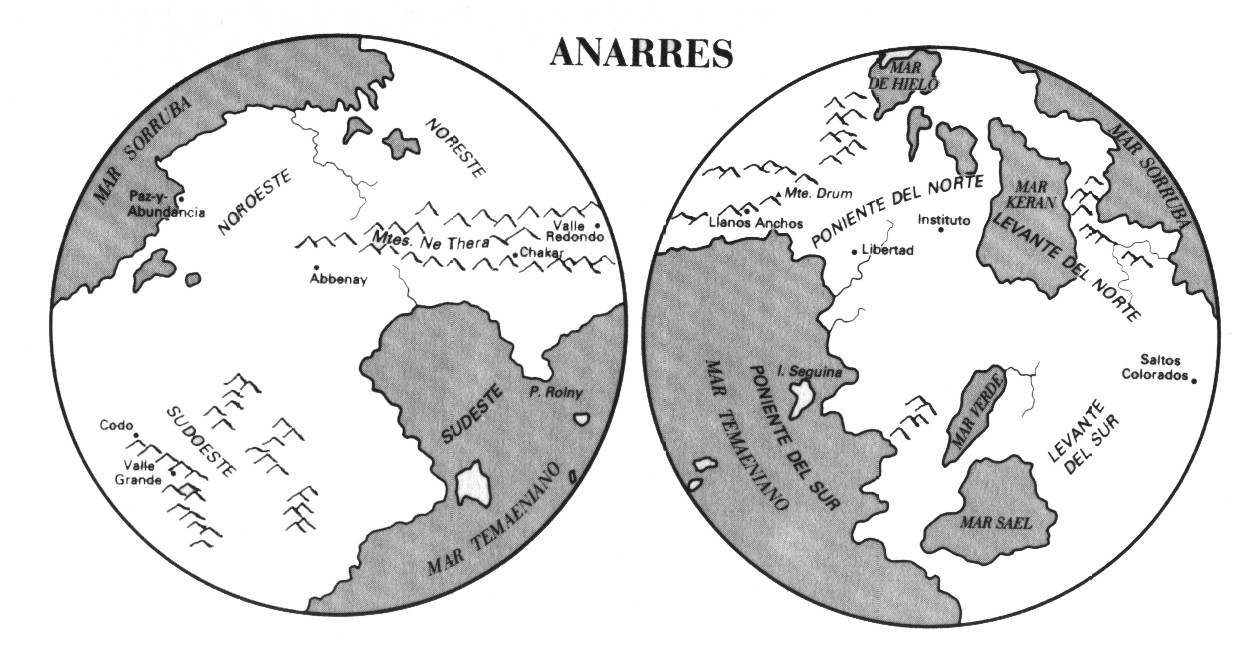 ANARRES
MAR SORRUBA
NORESTE
NOROESTE
Paz-y-
Abundancia
Mtes. Ne Thera
Valle
Redondo
Chakar
Abbenay
P. Rolny
SUDESTE
SUDOESTE
Codo
Valle
Grande
MAR TEMAENIANO
MAR
DE HIELO
MAR SORRUBA
Mte. Drum
Llanos Anchos
PONIENTE DEL NORTE
Instituto
Libertad
MAR
KERAN
LEVANTE DEL NORTE
I. Seguina
Saltos
Colorados
MAR TEMAENIANO
PONIENTE DEL SUR
MAR VERDE
LEVANTE
DEL SUR
MAR SAEL